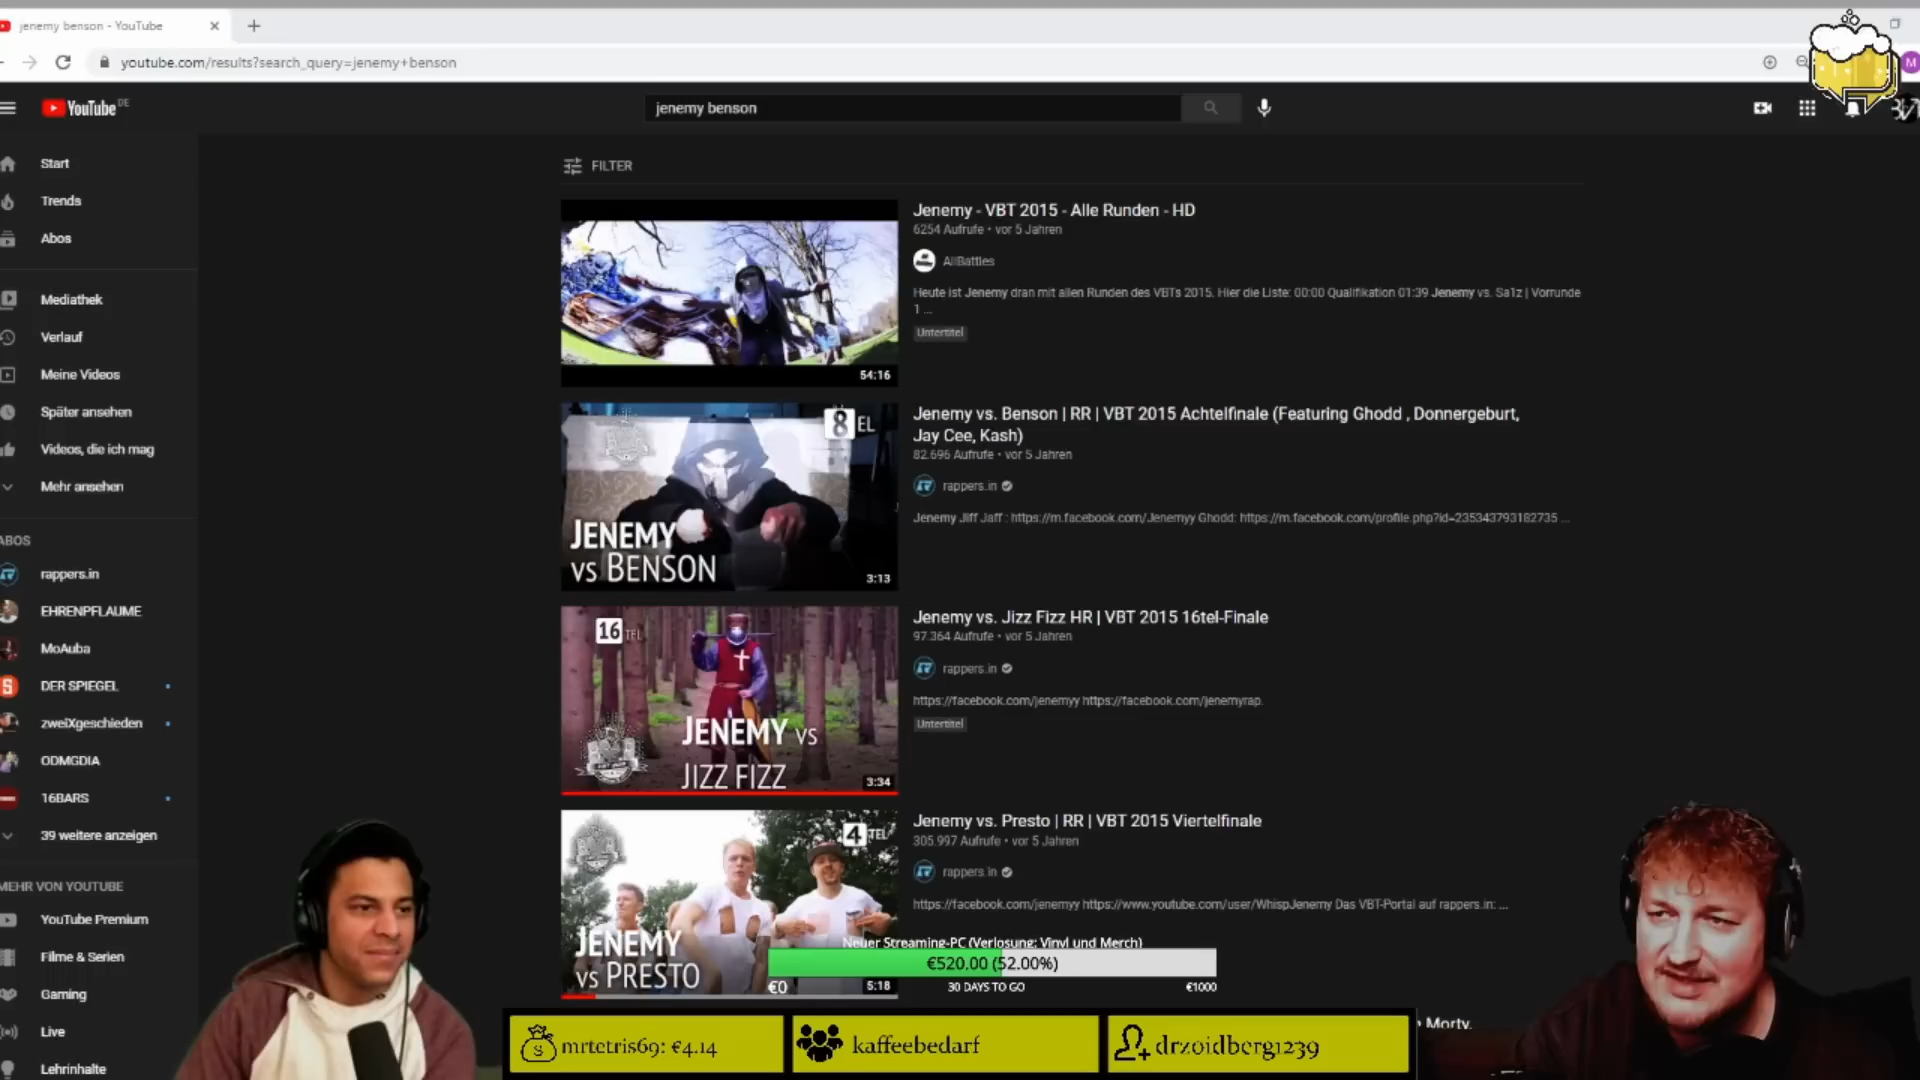 jenemy benson - YouTube
youtube.com/results?search_query=jenemy+benson
M
YouTube DE
jenemy benson
Start
Trends
Abos
Mediathek
Verlauf
Meine Videos
Später ansehen
Videos, die ich mag
Mehr ansehen
ABOS
rappers.in
EHRENPFLAUME
MoAuba
DER SPIEGEL
zweiXgeschieden
ODMGDIA
16BARS
39 weitere anzeigen
MEHR VON YOUTUBE
YouTube Premium
Filme & Serien
Gaming
Live
Lehrinhalte
FILTER
54:16
Jenemy - VBT 2015 - Alle Runden - HD
6254 Aufrufe • vor 5 Jahren
AllBattles
Heute ist Jenemy dran mit allen Runden des VBTs 2015. Hier die Liste: 00:00 Qualifikation 01:39 Jenemy vs. Sa1z | Vorrunde
1 ...
Untertitel
8 EL
JENEMY
VS BENSON
3:13
Jenemy vs. Benson | RR | VBT 2015 Achtelfinale (Featuring Ghodd , Donnergeburt,
Jay Cee, Kash)
82.696 Aufrufe • vor 5 Jahren
rappers.in
Jenemy Jiff Jaff : https://m.facebook.com/Jenemyy Ghodd: https://m.facebook.com/profile.php?id=235343793182735 ...
16 TEL
JENEMY VS
JIZZ FIZZ
3:34
Jenemy vs. Jizz Fizz HR | VBT 2015 16tel-Finale
97.364 Aufrufe • vor 5 Jahren
rappers.in
https://facebook.com/jenemyy https://facebook.com/jenemyrap.
Untertitel
4 TEL
JENEMY
VS PRESTO
5:18
Jenemy vs. Presto | RR | VBT 2015 Viertelfinale
305.997 Aufrufe • vor 5 Jahren
rappers.in
https://facebook.com/jenemyy https://www.youtube.com/user/WhispJenemy Das VBT-Portal auf rappers.in: ...
Neuer Streaming-PC (Verlosung: Vinyl und Merch)
€520.00 (52.00%)
€0
30 DAYS TO GO
€1000
Morty.
mrtetris69: €4.14
kaffeebedarf
drzoidberg1239